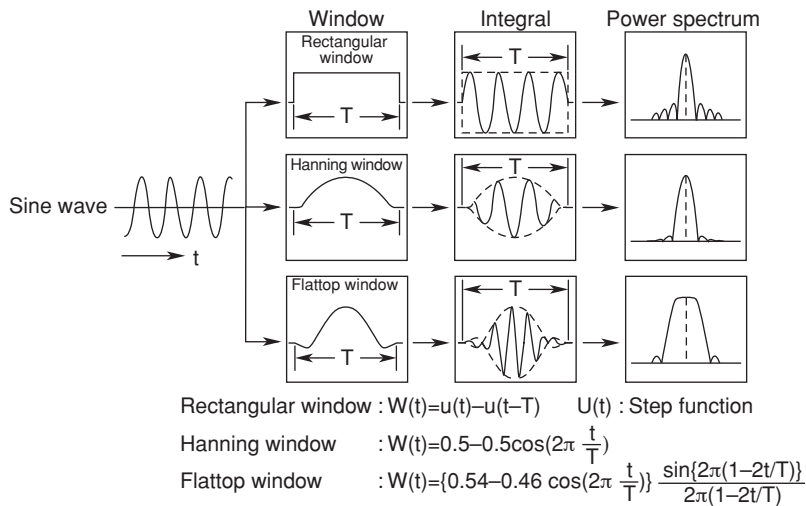 Window Integral Power spectrum
Rectangular
window
T
T
Hanning window
T
T
Sine wave
t
Flattop window
T
T
Rectangular window : W(t)=u(t)–u(t–T) U(t) : Step function
Hanning window : W(t)=0.5–0.5cos(2π t/T)
Flattop window : W(t)={0.54–0.46 cos(2π t/T)} sin{2π(1–2t/T)}/2π(1–2t/T)